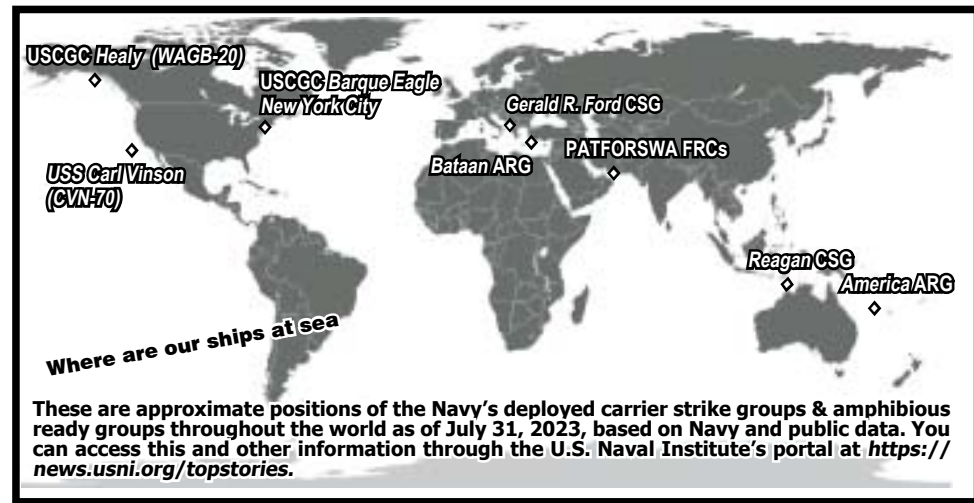 USCGC Healy (WAGB-20)
USCGC Barque Eagle
New York City
Gerald R. Ford CSG
USS Carl Vinson
(CVN-70)
Bataan ARG
PATFORSWA FRCs
Reagan CSG
America ARG
Where are our ships at sea
These are approximate positions of the Navy's deployed carrier strike groups & amphibious
ready groups throughout the world as of July 31, 2023, based on Navy and public data. You
can access this and other information through the U.S. Naval Institute's portal at https://
news.usni.org/topstories.